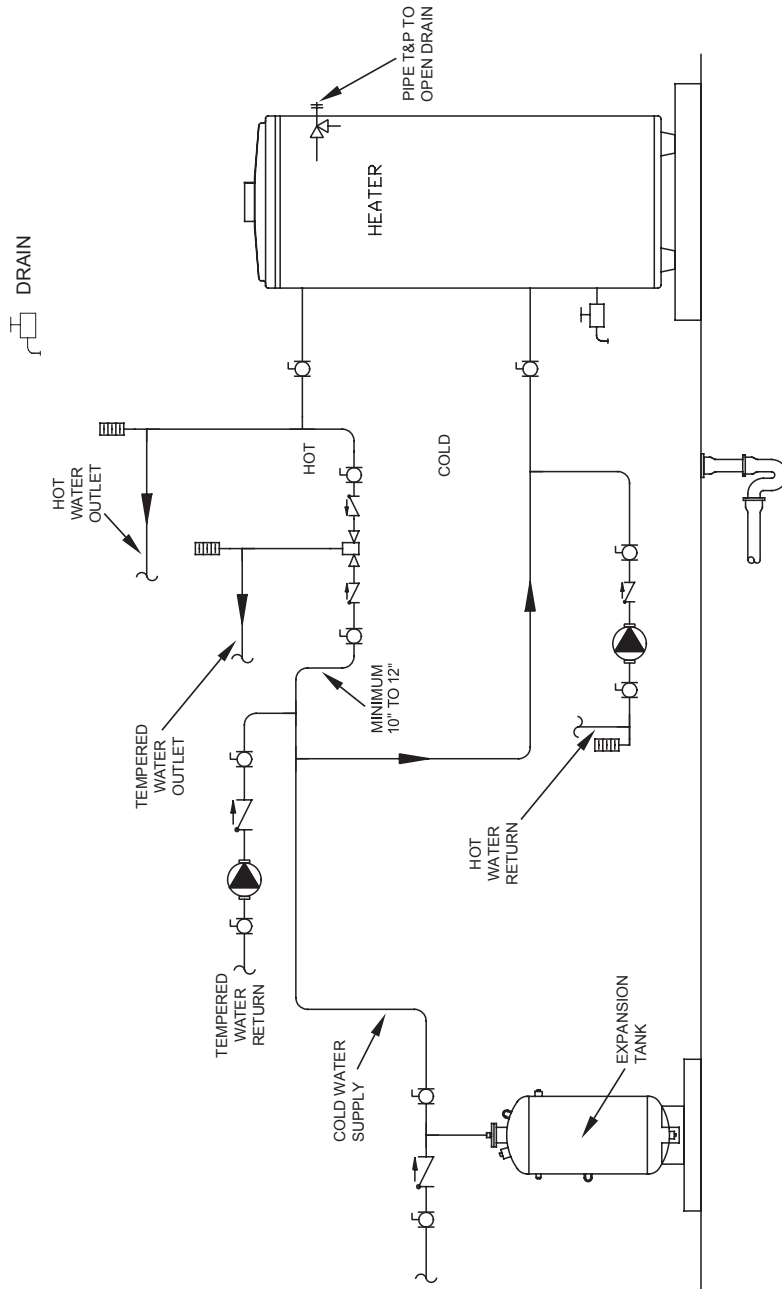 DRAIN
PIPE T&P TO
OPEN DRAIN
HEATER
HOT
WATER
OUTLET
HOT
COLD
TEMPERED
WATER
OUTLET
MINIMUM
10" TO 12"
HOT
WATER
RETURN
TEMPERED
WATER
RETURN
COLD WATER
SUPPLY
EXPANSION
TANK